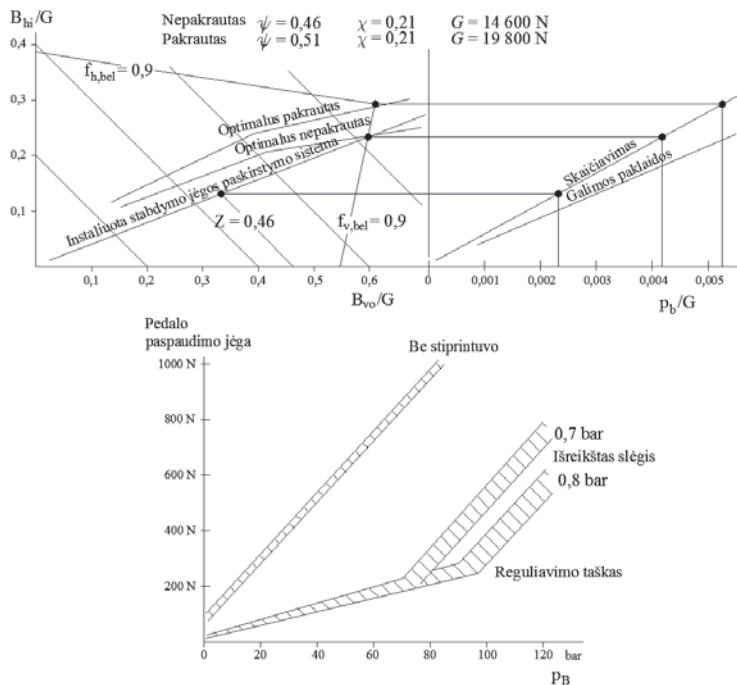 B_hi/G
Nepakrautas ψ = 0,46 χ = 0,21 G = 14 600 N
Pakrautas ψ = 0,51 χ = 0,21 G = 19 800 N
0,4
0,3
0,2
0,1
f_h,bel = 0,9
Optimalus pakrautas
Optimalus nepakrautas
Instaliuota stabdymo jėgos paskirstymo sistema
Z = 0,46
f_v,bel = 0,9
Skaičiavimas
Galimos paklaidos
0,1 0,2 0,3 0,4 0,5 0,6 0 0,001 0,002 0,003 0,004 0,005
B_vo/G
p_b/G
Pedalo
paspaudimo jėga
1000 N
800 N
600 N
400 N
200 N
Be stiprintuvo
0,7 bar
Išreikštas slėgis
0,8 bar
Reguliavimo taškas
0 20 40 60 80 100 bar 120
p_B